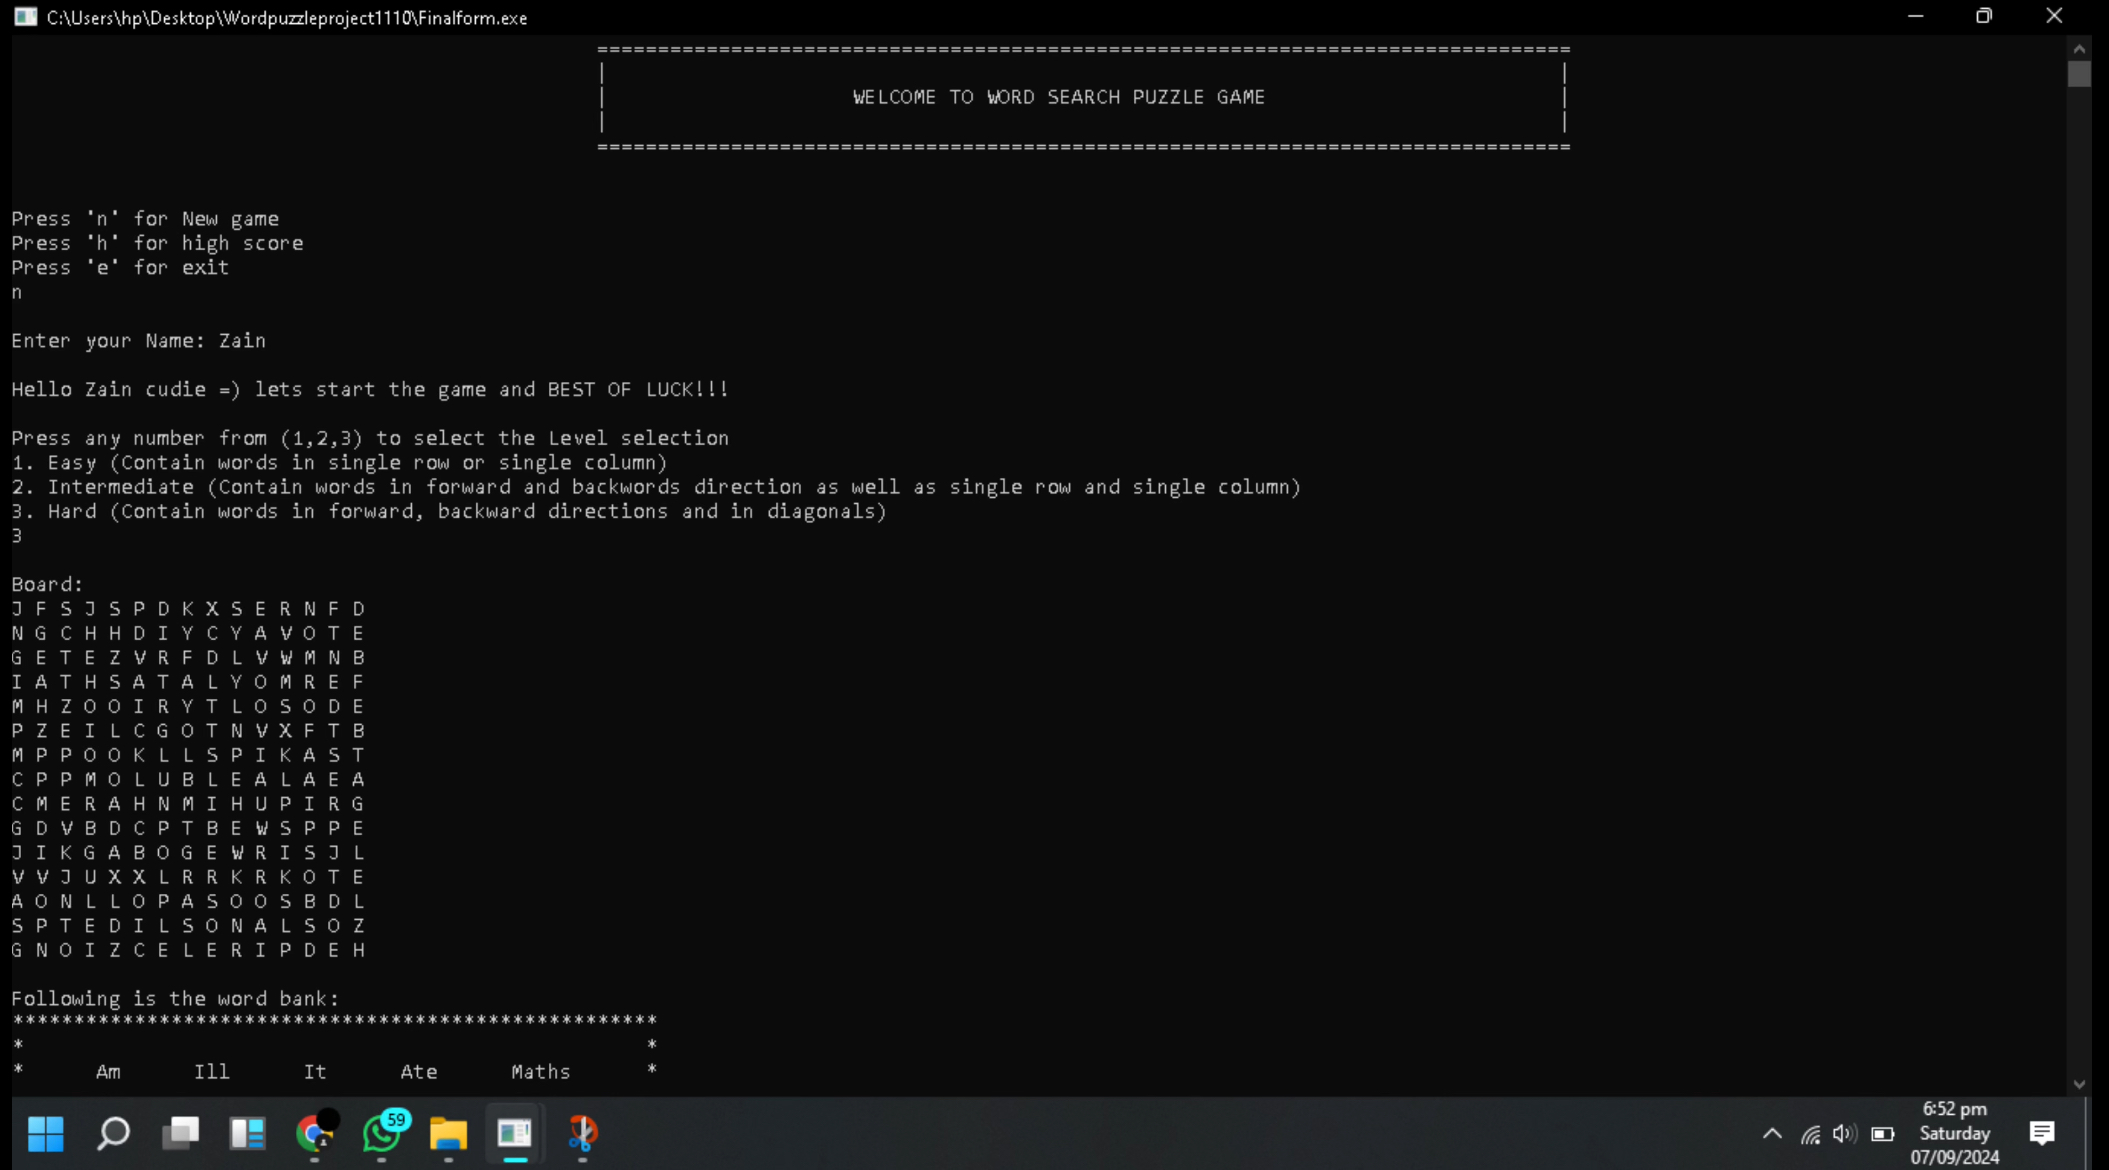 C:\Users\hp\Desktop\Wordpuzzleproject1110\Finalform.exe
================================================================================
|                                                                              |
|                    WELCOME TO WORD SEARCH PUZZLE GAME                        |
|                                                                              |
================================================================================
Press 'n' for New game
Press 'h' for high score
Press 'e' for exit
n
Enter your Name: Zain
Hello Zain cudie =) lets start the game and BEST OF LUCK!!!
Press any number from (1,2,3) to select the Level selection
1. Easy (Contain words in single row or single column)
2. Intermediate (Contain words in forward and backwords direction as well as single row and single column)
3. Hard (Contain words in forward, backward directions and in diagonals)
3
Board:
J F S J S P D K X S E R N F D
N G C H H D I Y C Y A V O T E
G E T E Z V R F D L V W M N B
I A T H S A T A L Y O M R E F
M H Z O O I R Y T L O S O D E
P Z E I L C G O T N V X F T B
M P P O O K L L S P I K A S T
C P P M O L U B L E A L A E A
C M E R A H N M I H U P I R G
G D V B D C P T B E W S P P E
J I K G A B O G E W R I S J L
V V J U X X L R R K R K O T E
A O N L L O P A S O O S B D L
S P T E D I L S O N A L S O Z
G N O I Z C E L E R I P D E H
Following is the word bank:
*****************************************************
*                                                   *
*      Am      Ill      It      Ate      Maths      *
59
6:52 pm
Saturday
07/09/2024